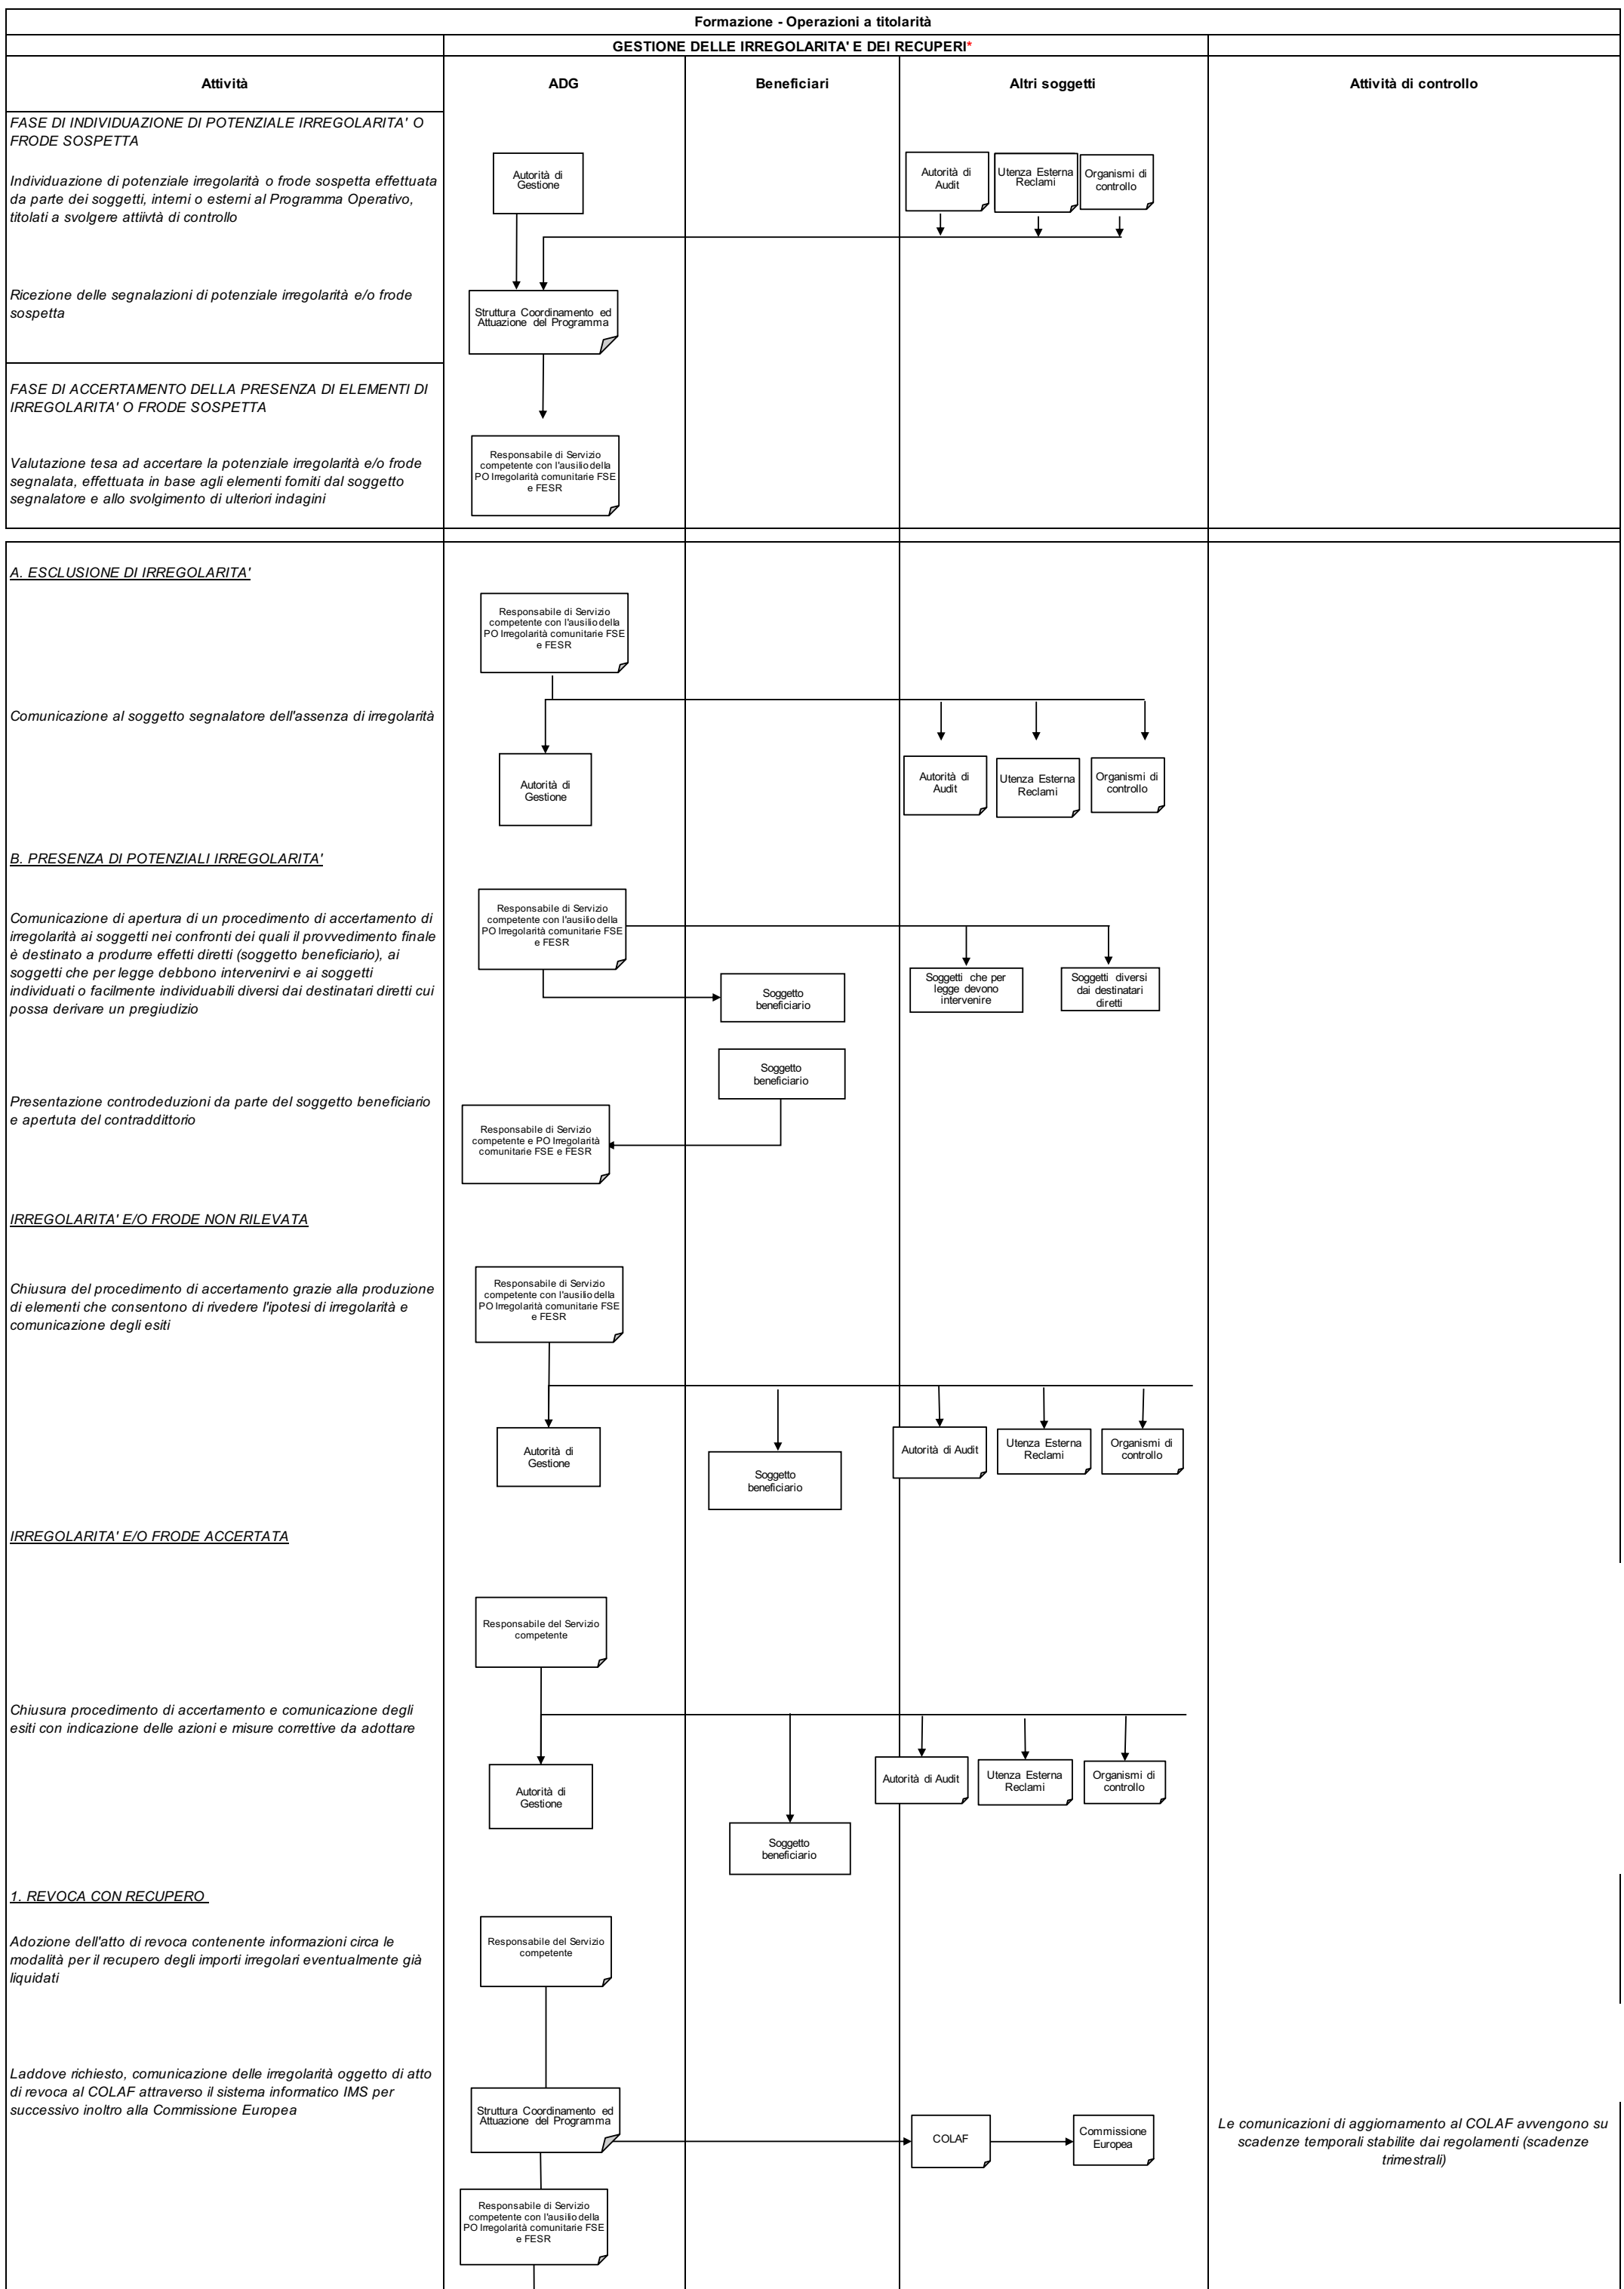 Formazione - Operazioni a titolarità
GESTIONE DELLE IRREGOLARITA' E DEI RECUPERI*
Attività
ADG
Beneficiari
Altri soggetti
Attività di controllo
FASE DI INDIVIDUAZIONE DI POTENZIALE IRREGOLARITA' O
FRODE SOSPETTA
Individuazione di potenziale irregolarità o frode sospetta effettuata
da parte dei soggetti, interni o esterni al Programma Operativo,
titolati a svolgere attiivtà di controllo
Autorità di
Gestione
Autorità di
Audit
Utenza Esterna
Reclami
Organismi di
controllo
Ricezione delle segnalazioni di potenziale irregolarità e/o frode
sospetta
Struttura Coordinamento ed
Attuazione del Programma
FASE DI ACCERTAMENTO DELLA PRESENZA DI ELEMENTI DI
IRREGOLARITA' O FRODE SOSPETTA
Valutazione tesa ad accertare la potenziale irregolarità e/o frode
segnalata, effettuata in base agli elementi forniti dal soggetto
segnalatore e allo svolgimento di ulteriori indagini
Responsabile di Servizio
competente con l'ausilio della
PO Irregolarità comunitarie FSE
e FESR
A. ESCLUSIONE DI IRREGOLARITA'
Responsabile di Servizio
competente con l'ausilio della
PO Irregolarità comunitarie FSE
e FESR
Comunicazione al soggetto segnalatore dell'assenza di irregolarità
Autorità di
Gestione
Autorità di
Audit
Utenza Esterna
Reclami
Organismi di
controllo
B. PRESENZA DI POTENZIALI IRREGOLARITA'
Comunicazione di apertura di un procedimento di accertamento di
irregolarità ai soggetti nei confronti dei quali il provvedimento finale
è destinato a produrre effetti diretti (soggetto beneficiario), ai
soggetti che per legge debbono intervenirvi e ai soggetti
individuati o facilmente individuabili diversi dai destinatari diretti cui
possa derivare un pregiudizio
Responsabile di Servizio
competente con l'ausilio della
PO Irregolarità comunitarie FSE
e FESR
Soggetto
beneficiario
Soggetti che per
legge devono
intervenire
Soggetti diversi
dai destinatari
diretti
Soggetto
beneficiario
Presentazione controdeduzioni da parte del soggetto beneficiario
e apertuta del contraddittorio
Responsabile di Servizio
competente e PO Irregolarità
comunitarie FSE e FESR
IRREGOLARITA' E/O FRODE NON RILEVATA
Chiusura del procedimento di accertamento grazie alla produzione
di elementi che consentono di rivedere l'ipotesi di irregolarità e
comunicazione degli esiti
Responsabile di Servizio
competente con l'ausilio della
PO Irregolarità comunitarie FSE
e FESR
Autorità di
Gestione
Soggetto
beneficiario
Autorità di Audit
Utenza Esterna
Reclami
Organismi di
controllo
IRREGOLARITA' E/O FRODE ACCERTATA
Responsabile del Servizio
competente
Chiusura procedimento di accertamento e comunicazione degli
esiti con indicazione delle azioni e misure correttive da adottare
Autorità di
Gestione
Soggetto
beneficiario
Autorità di Audit
Utenza Esterna
Reclami
Organismi di
controllo
1. REVOCA CON RECUPERO
Adozione dell'atto di revoca contenente informazioni circa le
modalità per il recupero degli importi irregolari eventualmente già
liquidati
Responsabile del Servizio
competente
Laddove richiesto, comunicazione delle irregolarità oggetto di atto
di revoca al COLAF attraverso il sistema informatico IMS per
successivo inoltro alla Commissione Europea
Struttura Coordinamento ed
Attuazione del Programma
COLAF
Commissione
Europea
Le comunicazioni di aggiornamento al COLAF avvengono su
scadenze temporali stabilite dai regolamenti (scadenze
trimestrali)
Responsabile di Servizio
competente con l'ausilio della
PO Irregolarità comunitarie FSE
e FESR